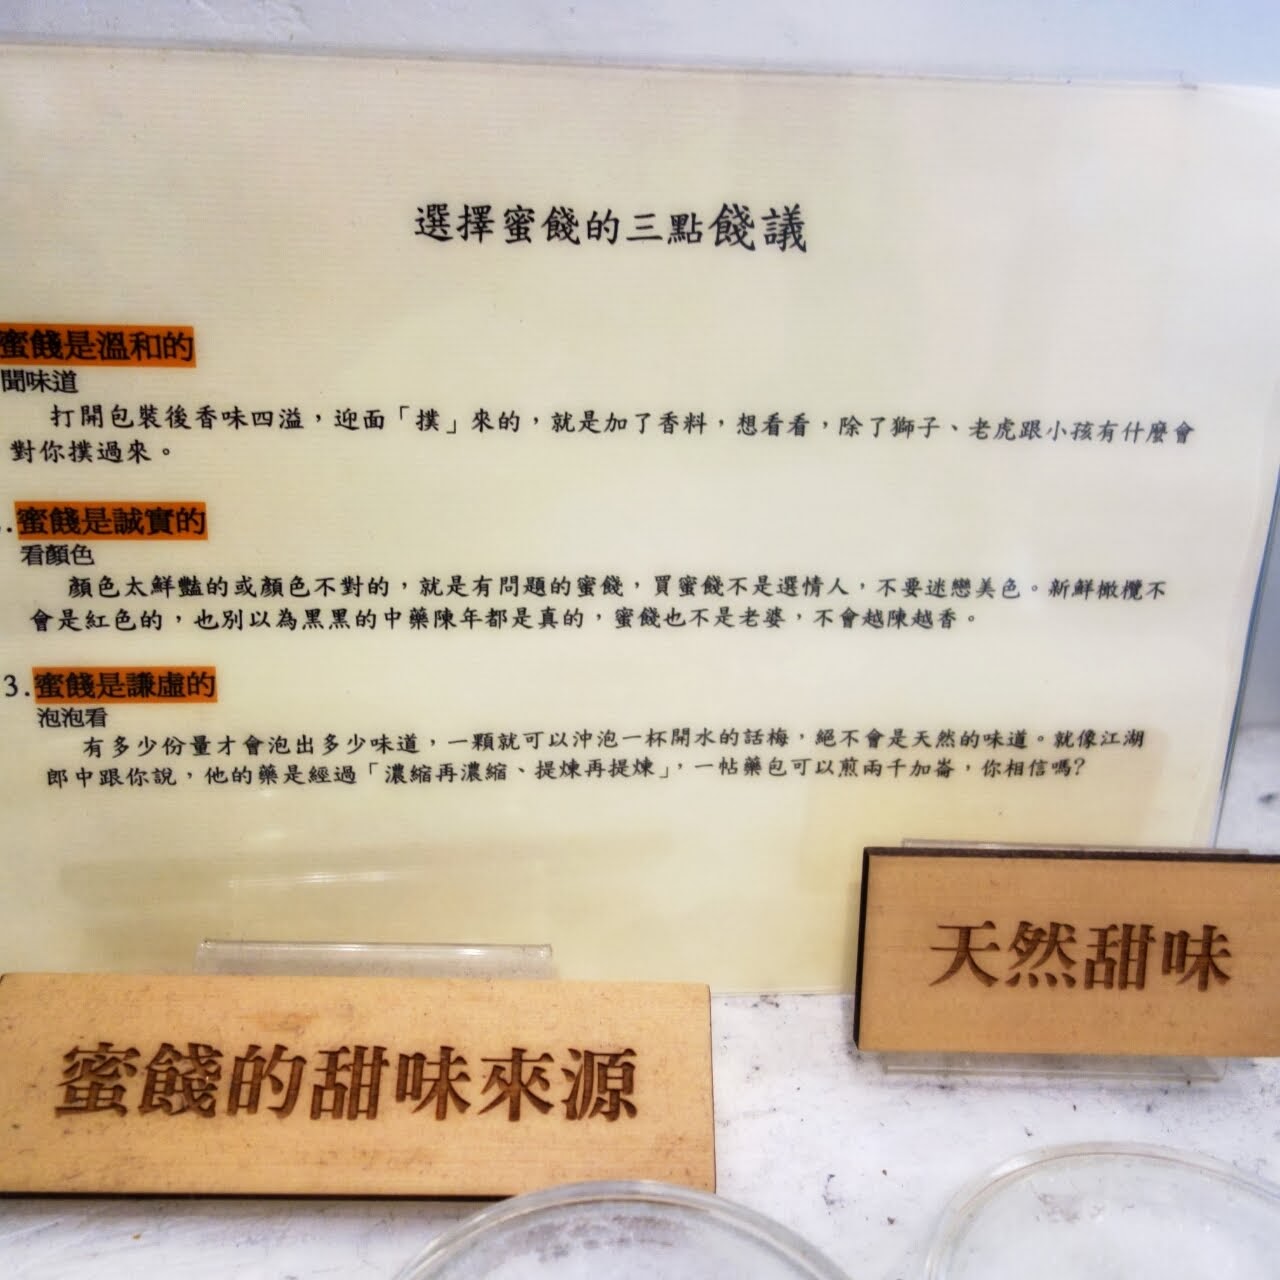 選擇蜜餞的三點餞議
蜜餞是溫和的
聞味道
打開包裝後香味四溢，迎面「撲」來的，就是加了香料，想看看，除了獅子、老虎跟小孩有什麼會
對你撲過來。
.蜜餞是誠實的
看顏色
顏色太鮮豔的或顏色不對的，就是有問題的蜜餞，買蜜餞不是選情人，不要迷戀美色。新鮮橄欖不
會是紅色的，也別以為黑黑的中藥陳年都是真的，蜜餞也不是老婆，不會越陳越香。
3.蜜餞是謙虛的
泡泡看
有多少份量才會泡出多少味道，一顆就可以沖泡一杯開水的話梅，絕不會是天然的味道。就像江湖
郎中跟你說，他的藥是經過「濃縮再濃縮、提煉再提煉」，一帖藥包可以煎兩千加崙，你相信嗎?
天然甜味
蜜餞的甜味來源